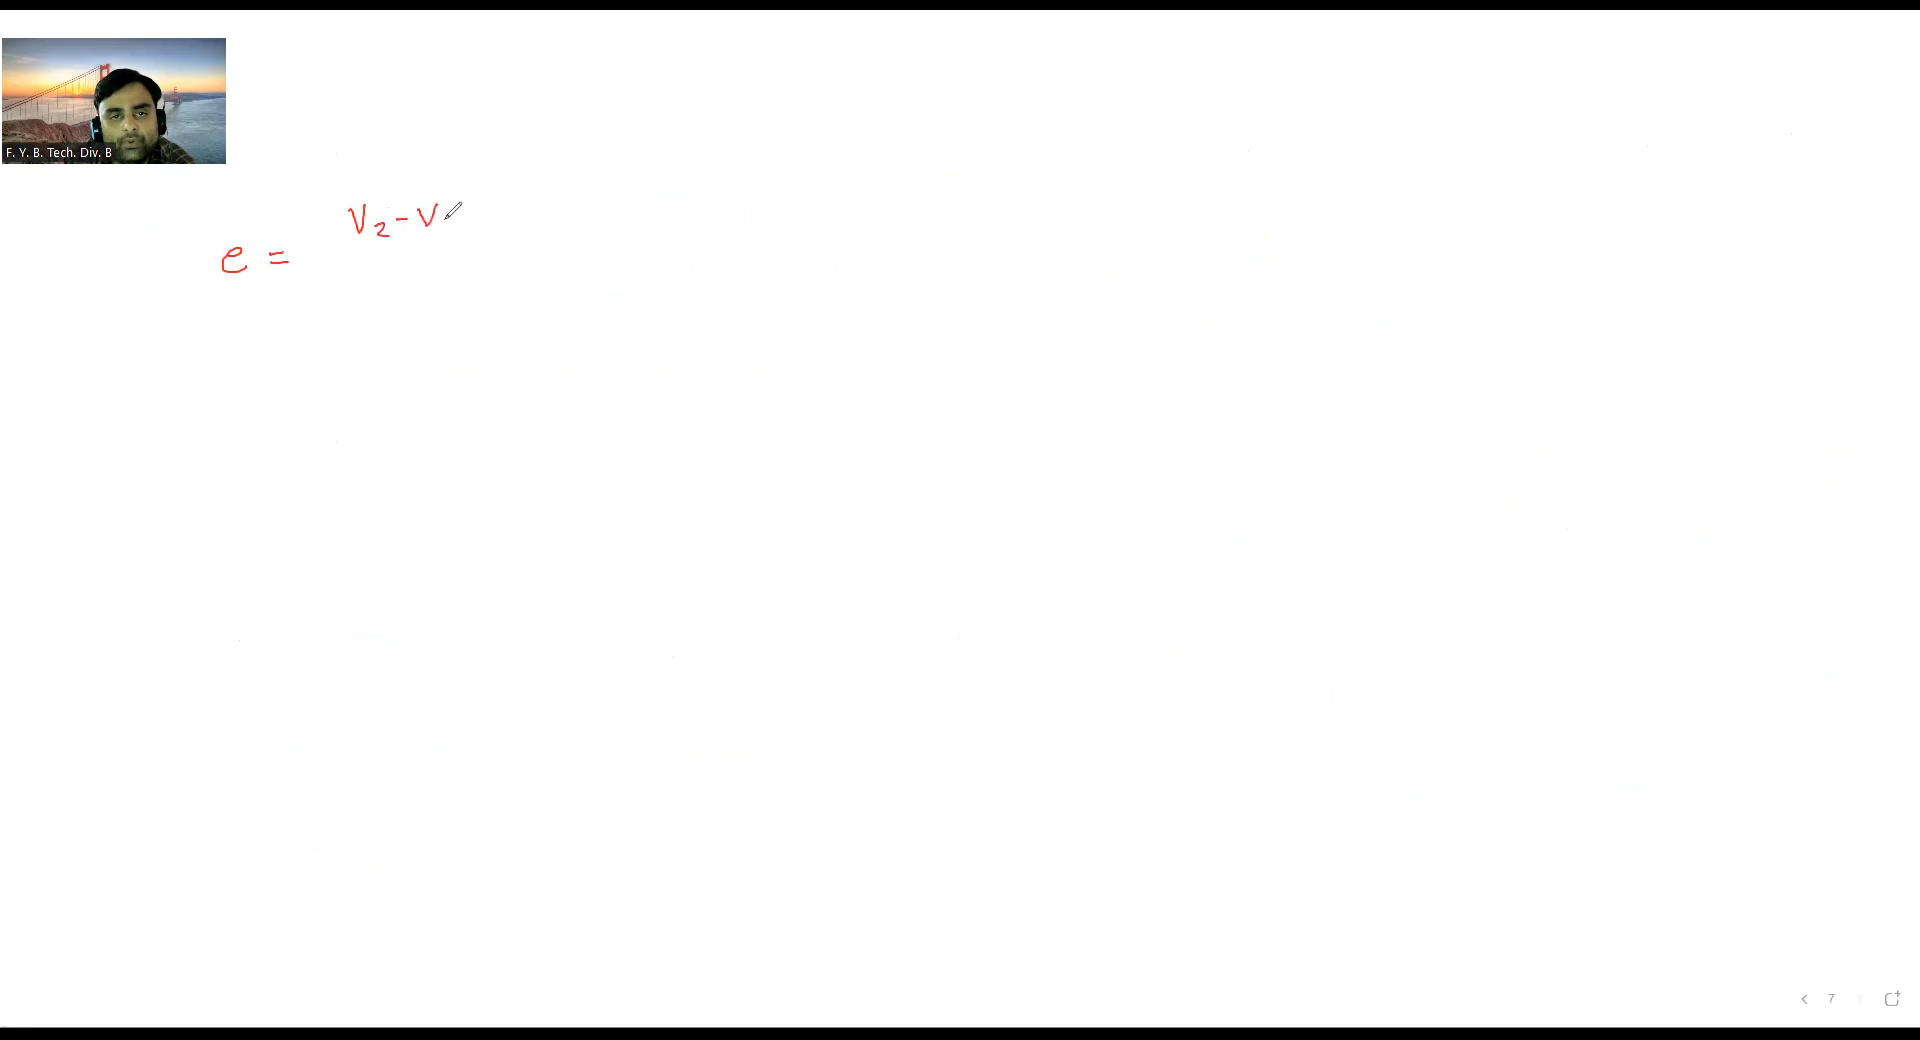 F. Y. B. Tech. Div. B
V₂ - V
e =
< 7